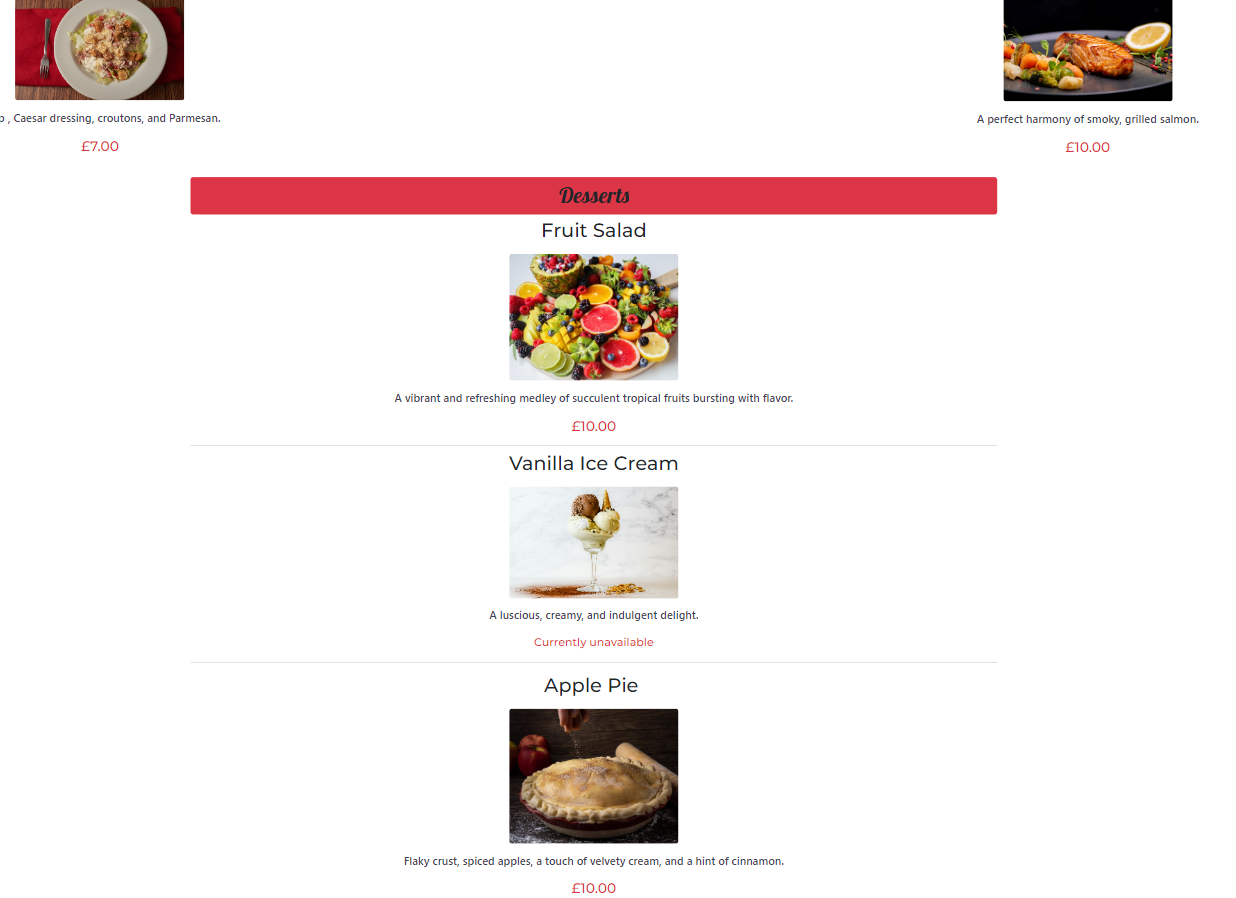 , Caesar dressing, croutons, and Parmesan.
£7.00
A perfect harmony of smoky, grilled salmon.
£10.00
Desserts
Fruit Salad
A vibrant and refreshing medley of succulent tropical fruits bursting with flavor.
£10.00
Vanilla Ice Cream
A luscious, creamy, and indulgent delight.
Currently unavailable
Apple Pie
Flaky crust, spiced apples, a touch of velvety cream, and a hint of cinnamon.
£10.00